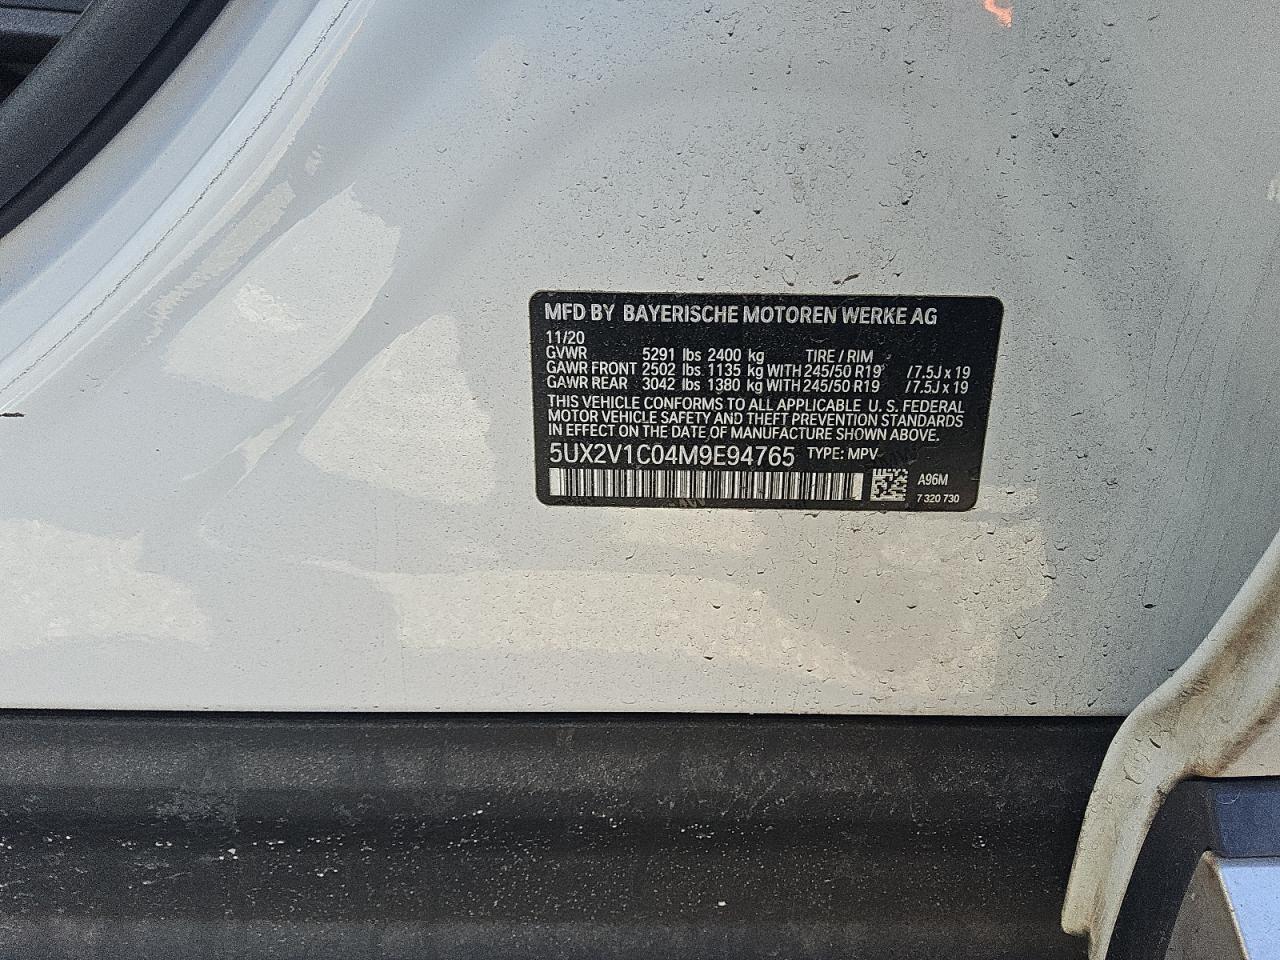 MFD BY BAYERISCHE MOTOREN WERKE AG
11/20
GVWR 5291 lbs 2400 kg TIRE / RIM
GAWR FRONT 2502 lbs 1135 kg WITH 245/50 R19 / 7.5J x 19
GAWR REAR 3042 lbs 1380 kg WITH 245/50 R19 / 7.5J x 19
THIS VEHICLE CONFORMS TO ALL APPLICABLE U. S. FEDERAL
MOTOR VEHICLE SAFETY AND THEFT PREVENTION STANDARDS
IN EFFECT ON THE DATE OF MANUFACTURE SHOWN ABOVE.
5UX2V1C04M9E94765 TYPE: MPV
A96M
7 320 730